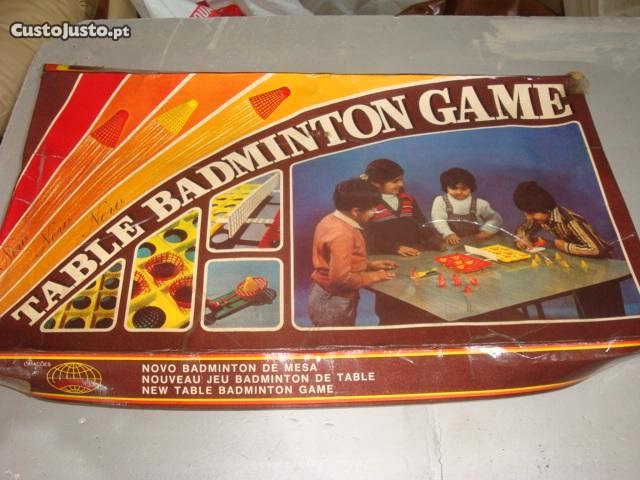 CustoJusto.pt
TABLE BADMINTON GAME
New New New
CRIAÇÕES
NOVO BADMINTON DE MESA
NOUVEAU JEU BADMINTON DE TABLE
NEW TABLE BADMINTON GAME